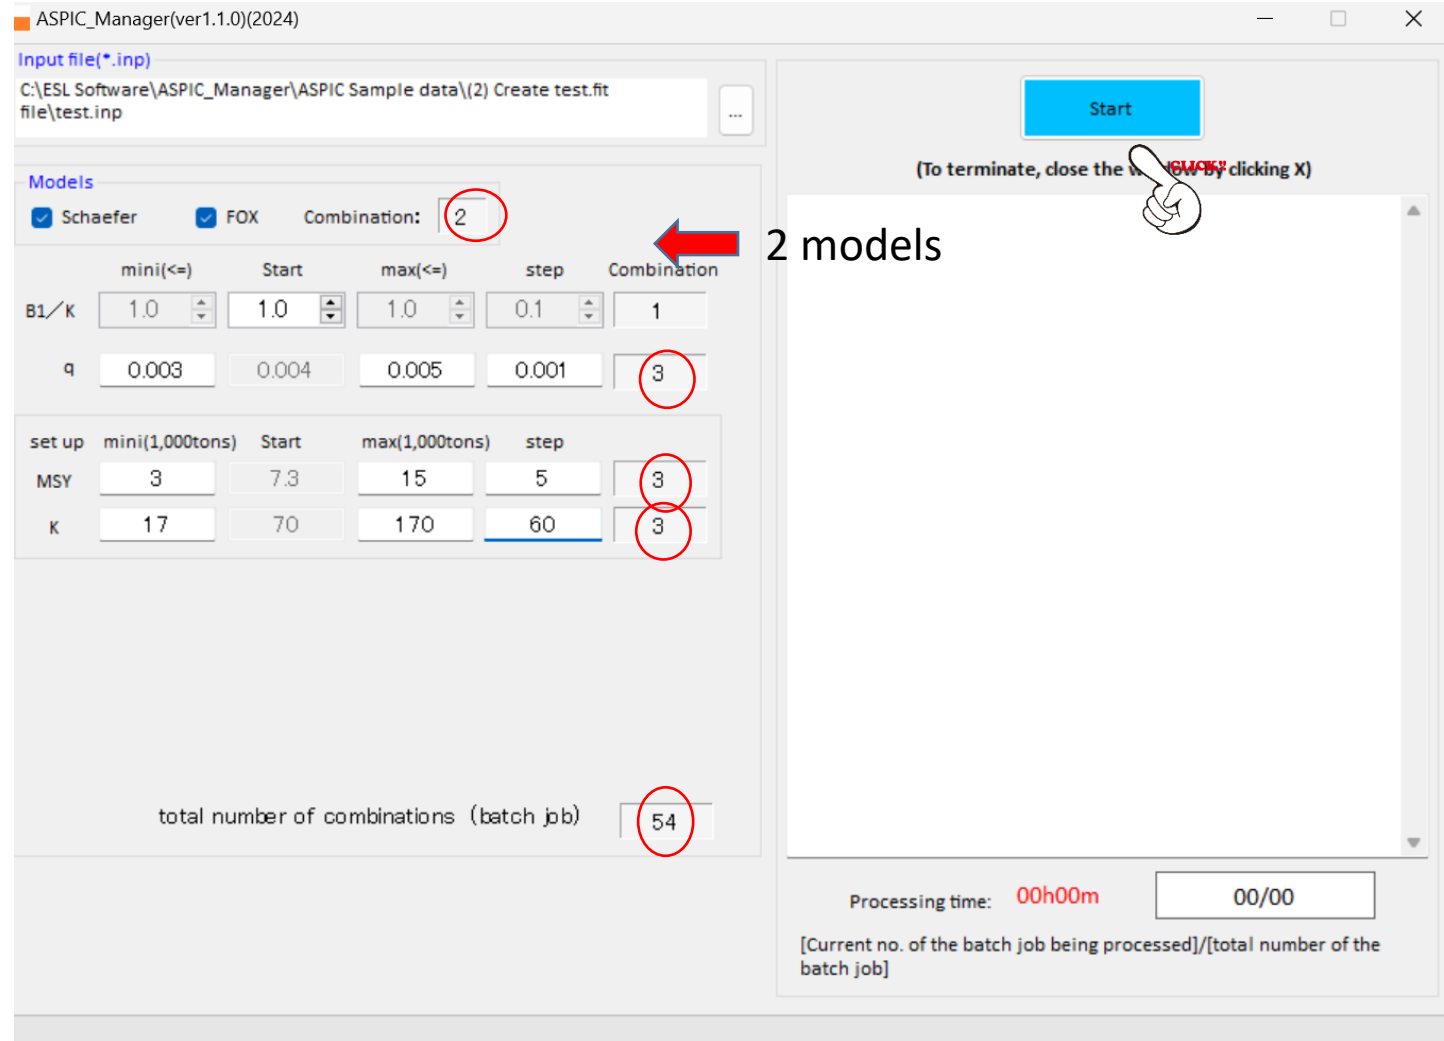 ASPIC_Manager(ver1.1.0)(2024)
Input file(*.inp)
C:\ESL Software\ASPIC_Manager\ASPIC Sample data\(2) Create test.fit
file\test.inp
...
Start
(To terminate, close the window by clicking X)
CLICK"
Models
Schaefer FOX Combination: 2
2 models
mini(<=) Start max(<=) step Combination
B1/K 1.0 1.0 1.0 0.1 1
q 0.003 0.004 0.005 0.001 3
set up mini(1,000tons) Start max(1,000tons) step
MSY 3 7.3 15 5 3
K 17 70 170 60 3
total number of combinations (batch job) 54
Processing time: 00h00m 00/00
[Current no. of the batch job being processed]/[total number of the
batch job]